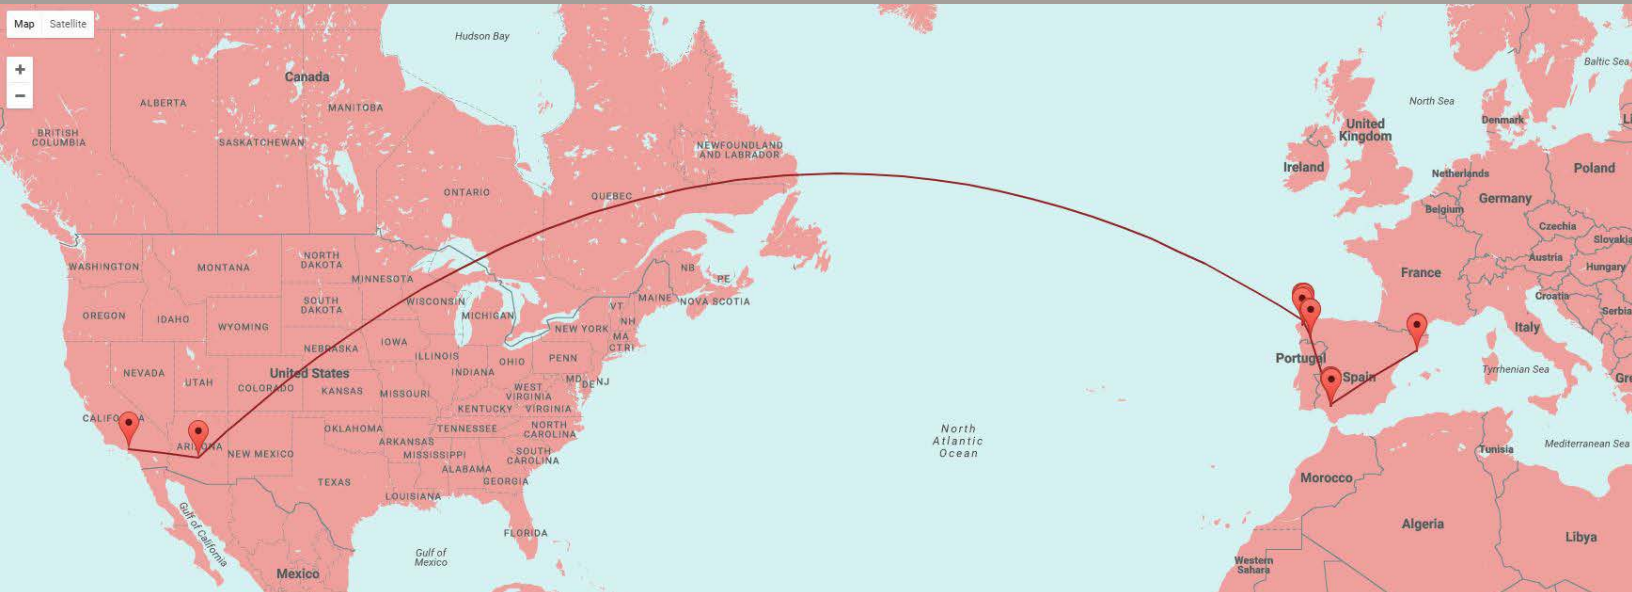 Map Satellite
+
−
Hudson Bay
Baltic Sea
Canada
ALBERTA
MANITOBA
North Sea
Denmark
United
Kingdom
BRITISH
COLUMBIA
SASKATCHEWAN
NEWFOUNDLAND
AND LABRADOR
Ireland
Netherlands
Poland
ONTARIO
QUEBEC
Germany
Belgium
Czechia
Slovakia
WASHINGTON
MONTANA
NORTH
DAKOTA
MINNESOTA
NB
PE
Austria
Hungary
France
OREGON
IDAHO
SOUTH
DAKOTA
WISCONSIN
MAINE
NOVA SCOTIA
Croatia
Serbia
WYOMING
MICHIGAN
VT
NH
NEW YORK
MA
CT RI
Italy
NEBRASKA
IOWA
ILLINOIS
INDIANA
OHIO
PENN
Portugal
NEVADA
UTAH
COLORADO
United States
KANSAS
MISSOURI
WEST
VIRGINIA
MD
DE
NJ
Spain
Tyrrhenian Sea
Gre
KENTUCKY
VIRGINIA
CALIFO A
ARIZONA
NEW MEXICO
OKLAHOMA
ARKANSAS
TENNESSEE
NORTH
CAROLINA
North
Atlantic
Ocean
Mediterranean Sea
Tunisia
MISSISSIPPI
ALABAMA
SOUTH
CAROLINA
GEORGIA
TEXAS
LOUISIANA
Morocco
Gulf of California
FLORIDA
Algeria
Libya
Gulf of
Mexico
Mexico
Western
Sahara